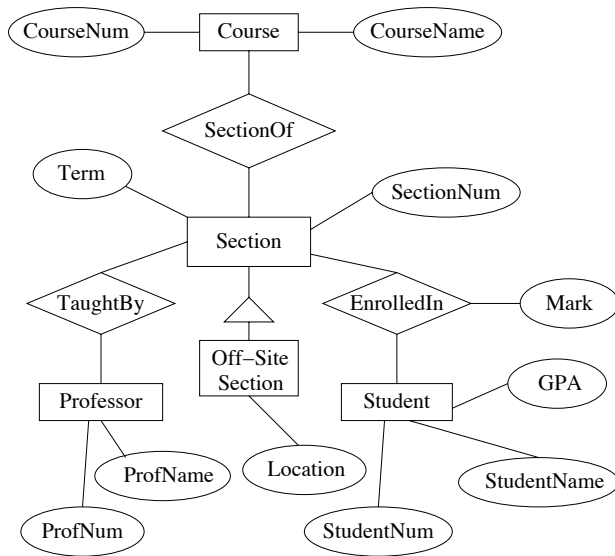 CourseNum
Course
CourseName
SectionOf
Term
SectionNum
Section
TaughtBy
EnrolledIn
Mark
Off–Site
Section
Professor
Student
GPA
ProfName
Location
StudentName
ProfNum
StudentNum